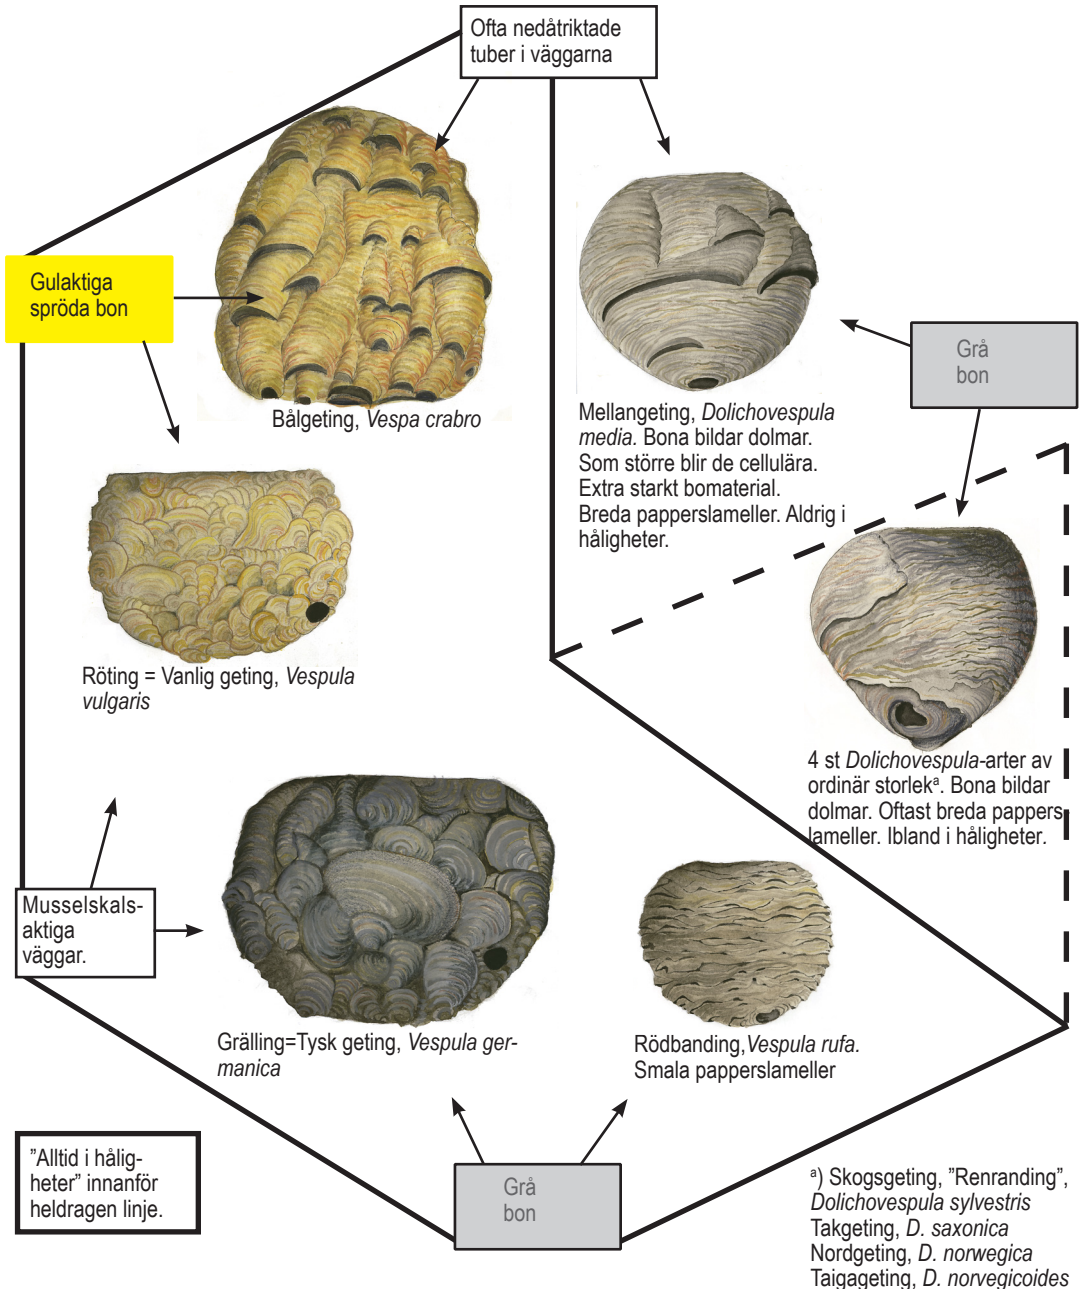 Ofta nedåtriktade
tuber i väggarna
Gulaktiga
spröda bon
Bålgeting, Vespa crabro
Grå
bon
Mellangeting, Dolichovespula
media. Bona bildar dolmar.
Som större blir de cellulära.
Extra starkt bomaterial.
Breda papperslameller. Aldrig i
håligheter.
Röting = Vanlig geting, Vespula
vulgaris
4 st Dolichovespula-arter av
ordinär storlekᵃ. Bona bildar
dolmar. Oftast breda pappers
lameller. Ibland i håligheter.
Musselskals-
aktiga
väggar.
Grälling=Tysk geting, Vespula ger-
manica
Rödbanding,Vespula rufa.
Smala papperslameller
"Alltid i hålig-
heter" innanför
heldragen linje.
Grå
bon
ᵃ) Skogsgeting, "Renranding",
Dolichovespula sylvestris
Takgeting, D. saxonica
Nordgeting, D. norwegica
Taigageting, D. norvegicoides